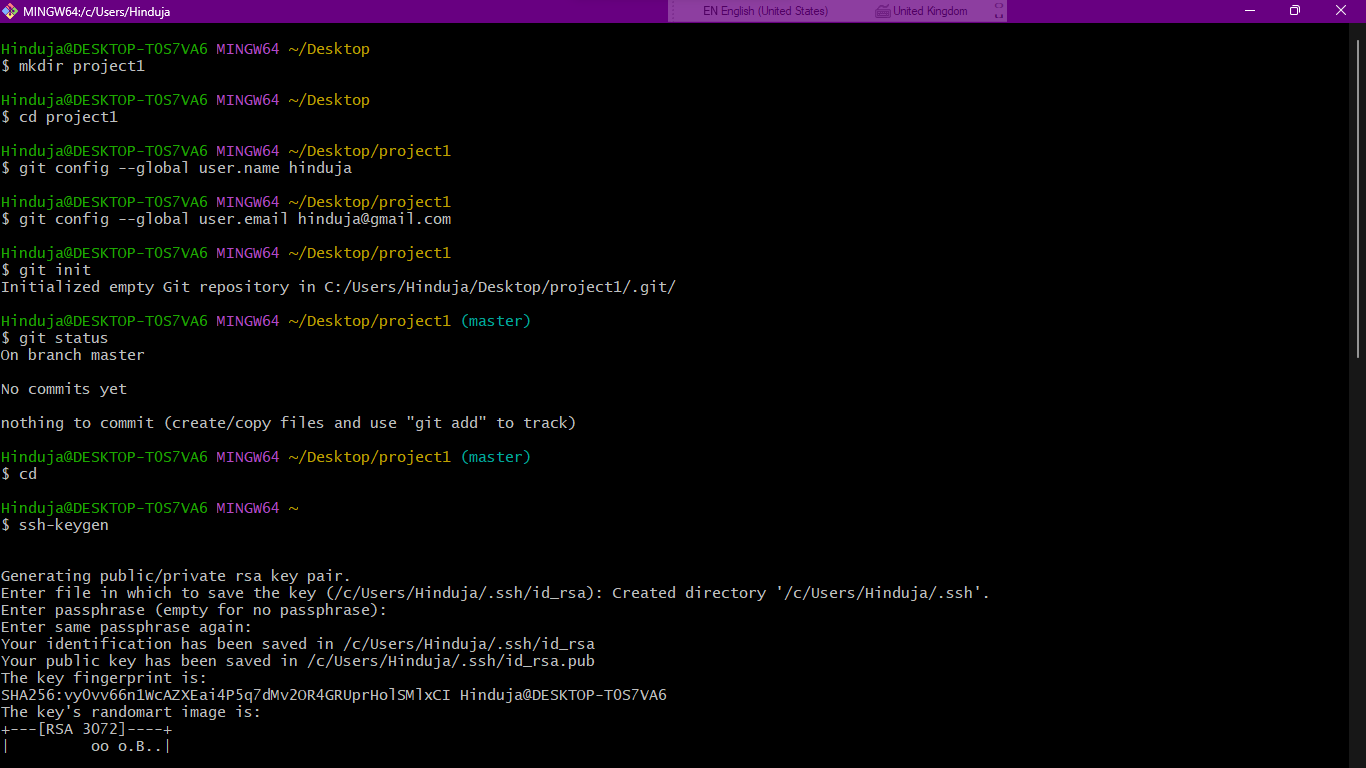 MINGW64:/c/Users/Hinduja
EN English (United States) United Kingdom
Hinduja@DESKTOP-T0S7VA6 MINGW64 ~/Desktop
$ mkdir project1
Hinduja@DESKTOP-T0S7VA6 MINGW64 ~/Desktop
$ cd project1
Hinduja@DESKTOP-T0S7VA6 MINGW64 ~/Desktop/project1
$ git config --global user.name hinduja
Hinduja@DESKTOP-T0S7VA6 MINGW64 ~/Desktop/project1
$ git config --global user.email hinduja@gmail.com
Hinduja@DESKTOP-T0S7VA6 MINGW64 ~/Desktop/project1
$ git init
Initialized empty Git repository in C:/Users/Hinduja/Desktop/project1/.git/
Hinduja@DESKTOP-T0S7VA6 MINGW64 ~/Desktop/project1 (master)
$ git status
On branch master
No commits yet
nothing to commit (create/copy files and use "git add" to track)
Hinduja@DESKTOP-T0S7VA6 MINGW64 ~/Desktop/project1 (master)
$ cd
Hinduja@DESKTOP-T0S7VA6 MINGW64 ~
$ ssh-keygen
Generating public/private rsa key pair.
Enter file in which to save the key (/c/Users/Hinduja/.ssh/id_rsa): Created directory '/c/Users/Hinduja/.ssh'.
Enter passphrase (empty for no passphrase):
Enter same passphrase again:
Your identification has been saved in /c/Users/Hinduja/.ssh/id_rsa
Your public key has been saved in /c/Users/Hinduja/.ssh/id_rsa.pub
The key fingerprint is:
SHA256:vyOvv66n1WcAZXEai4P5q7dMv2OR4GRUprHolSMlxCI Hinduja@DESKTOP-T0S7VA6
The key's randomart image is:
+---[RSA 3072]----+
|         oo o.B..|